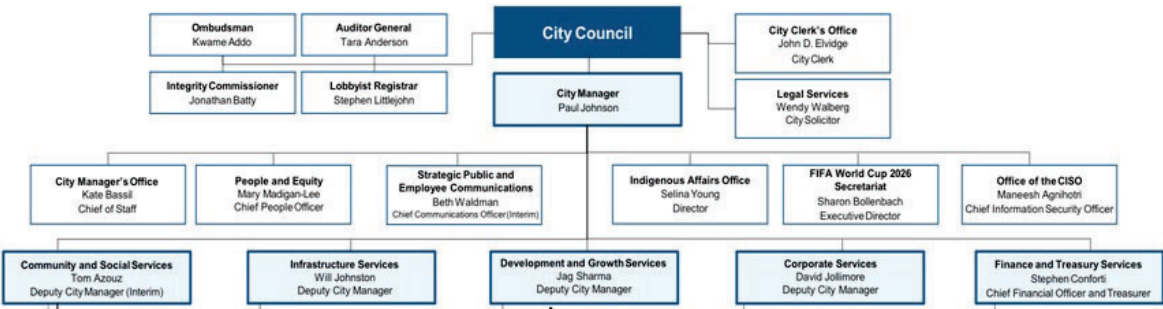 Ombudsman
Kwame Addo
Auditor General
Tara Anderson
City Council
City Clerk's Office
John D. Elvidge
City Clerk
Integrity Commissioner
Jonathan Batty
Lobbyist Registrar
Stephen Littlejohn
City Manager
Paul Johnson
Legal Services
Wendy Walberg
City Solicitor
City Manager's Office
Kate Bassil
Chief of Staff
People and Equity
Mary Madigan-Lee
Chief People Officer
Strategic Public and
Employee Communications
Beth Waldman
Chief Communications Officer (Interim)
Indigenous Affairs Office
Selina Young
Director
FIFA World Cup 2026
Secretariat
Sharon Bollenbach
Executive Director
Office of the CISO
Maneesh Agnihotri
Chief Information Security Officer
Community and Social Services
Tom Azouz
Deputy City Manager (Interim)
Infrastructure Services
Will Johnston
Deputy City Manager
Development and Growth Services
Jag Sharma
Deputy City Manager
Corporate Services
David Jollimore
Deputy City Manager
Finance and Treasury Services
Stephen Conforti
Chief Financial Officer and Treasurer